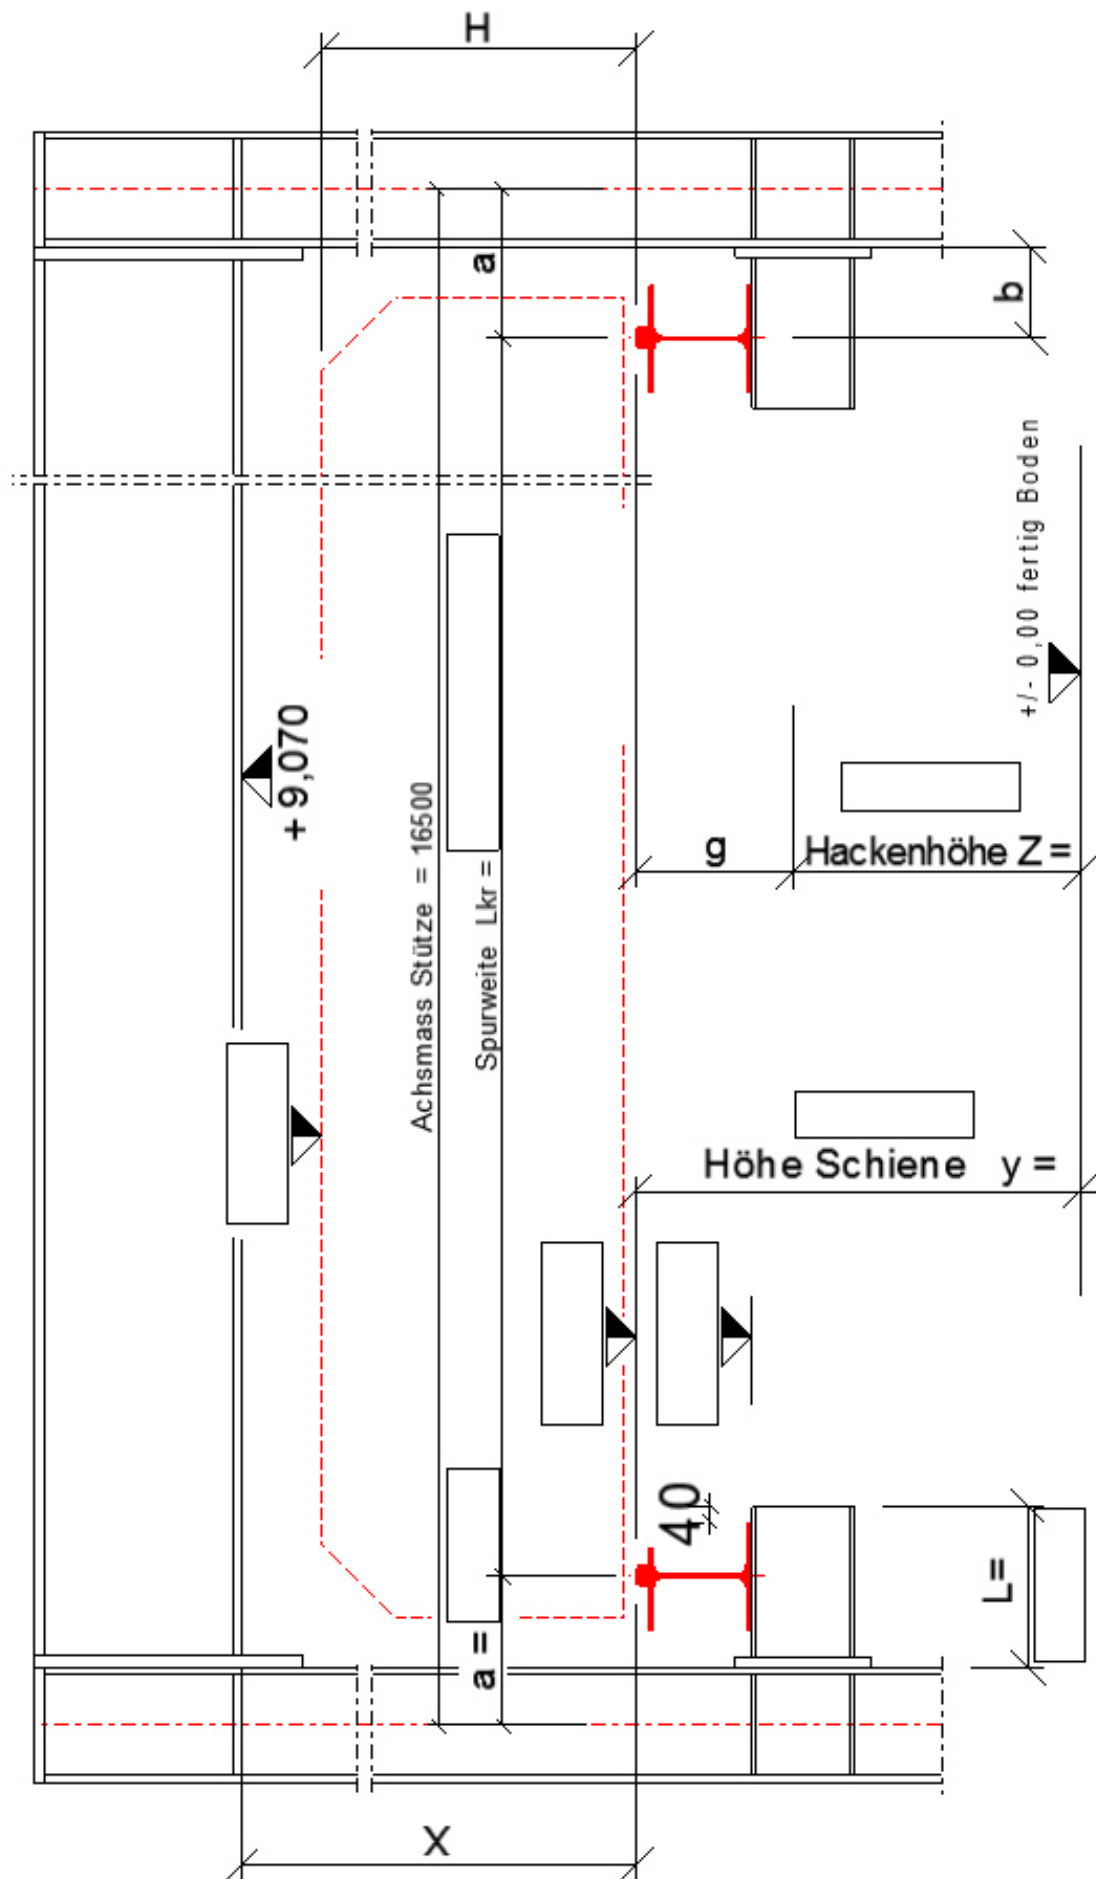 H
a
b
+/- 0,00 fertig Boden
+ 9,070
Achsmass Stütze = 16500
Spurweite Lkr =
g
Hackenhöhe Z =
Höhe Schiene y =
40
L=
a =
X